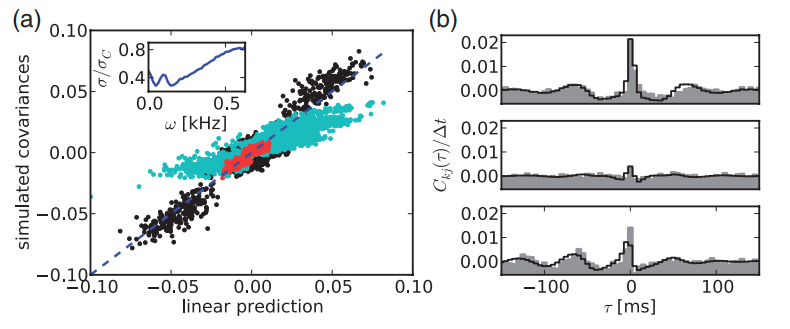 (a)
0.10
0.05
0.00
−0.05
−0.10
simulated covariances
σ/σ_C
0.8
0.4
0.0 0.5
ω [kHz]
−0.10 −0.05 0.00 0.05 0.10
linear prediction
(b)
0.02
0.01
0.00
0.02
0.01
0.00
0.02
0.01
0.00
C_kj(τ)/Δt
−100 0 100
τ [ms]